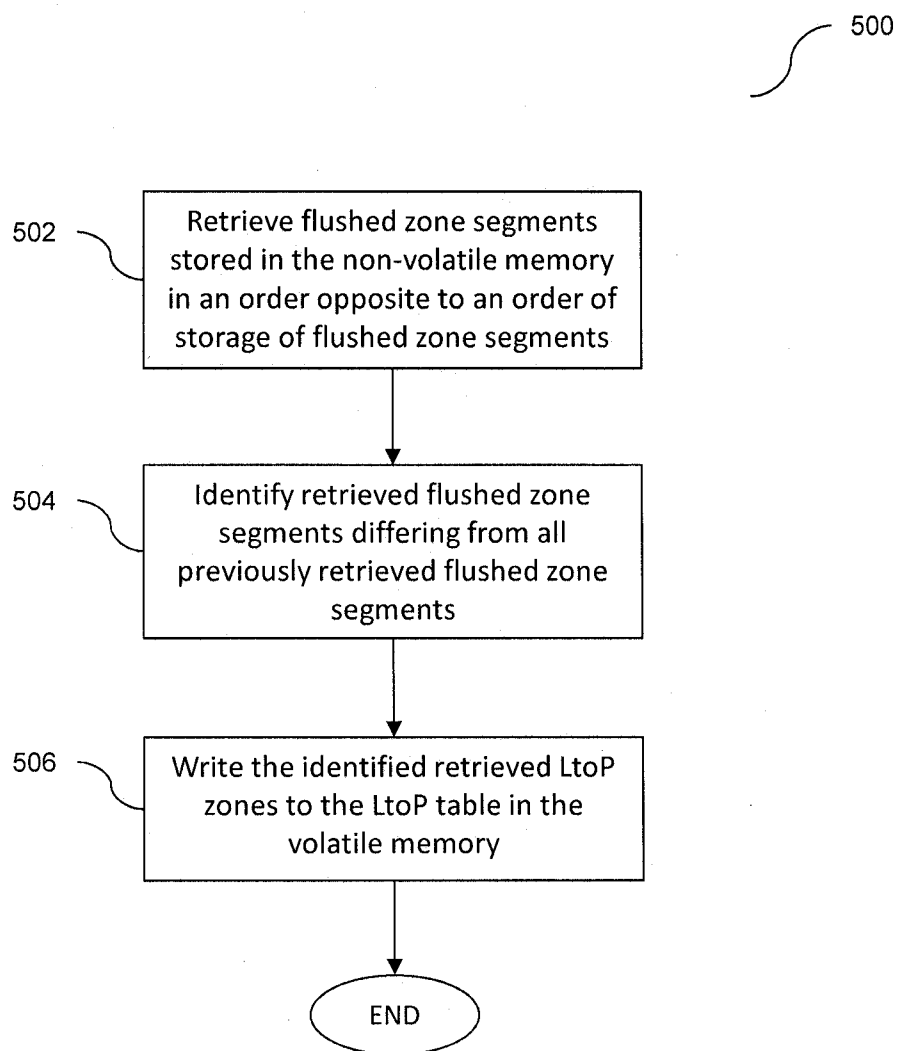 500
502
Retrieve flushed zone segments
stored in the non-volatile memory
in an order opposite to an order of
storage of flushed zone segments
504
Identify retrieved flushed zone
segments differing from all
previously retrieved flushed zone
segments
506
Write the identified retrieved LtoP
zones to the LtoP table in the
volatile memory
END